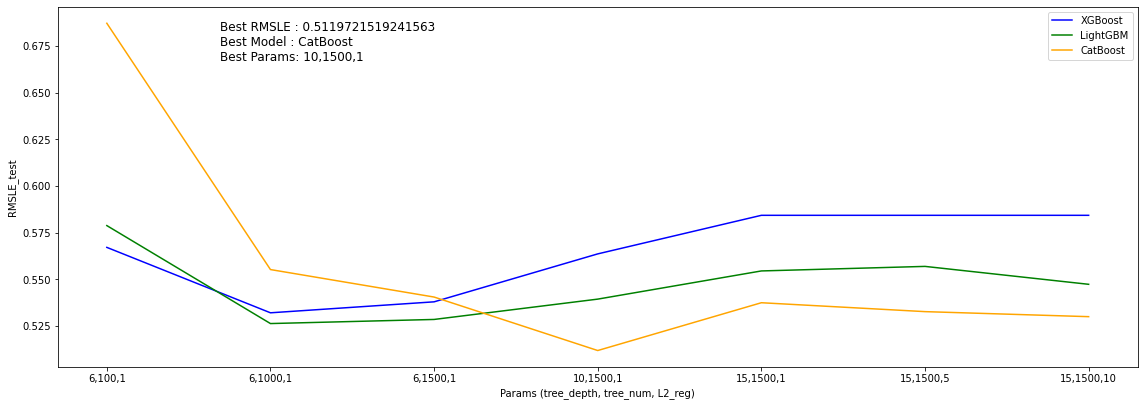 Best RMSLE : 0.5119721519241563
Best Model : CatBoost
Best Params: 10,1500,1
XGBoost
LightGBM
CatBoost
RMSLE_test
0.675
0.650
0.625
0.600
0.575
0.550
0.525
6,100,1
6,1000,1
6,1500,1
10,1500,1
15,1500,1
15,1500,5
15,1500,10
Params (tree_depth, tree_num, L2_reg)